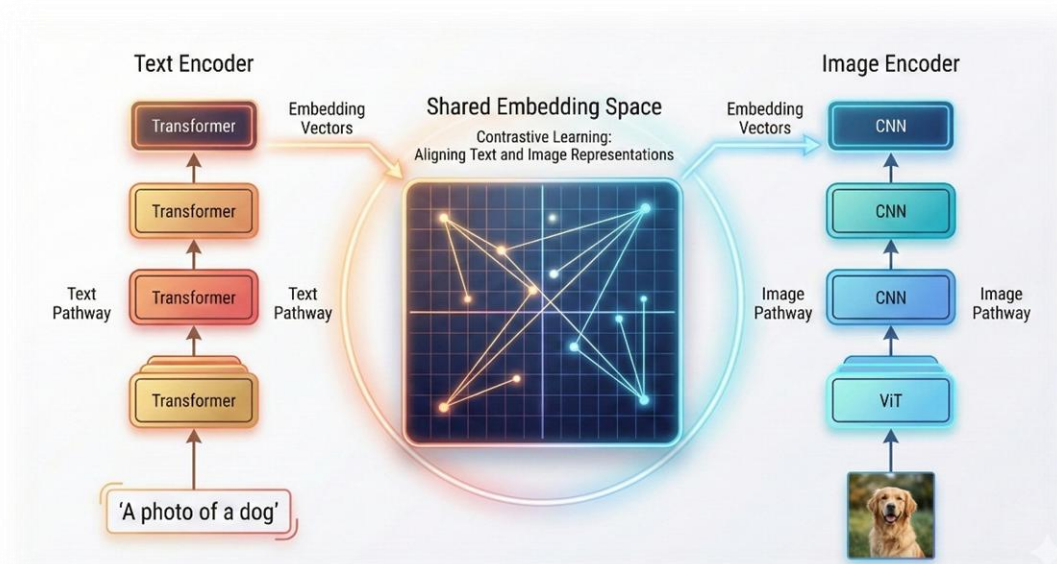 Text Encoder
Transformer
Transformer
Text
Pathway
Transformer
Text
Pathway
Transformer
'A photo of a dog'
Embedding
Vectors
Shared Embedding Space
Contrastive Learning:
Aligning Text and Image Representations
Embedding
Vectors
Image Encoder
CNN
CNN
Image
Pathway
CNN
Image
Pathway
ViT